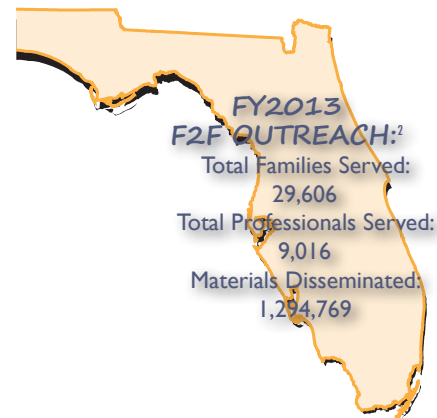 FY2013
F2F OUTREACH:²
Total Families Served:
29,606
Total Professionals Served:
9,016
Materials Disseminated:
1,294,769